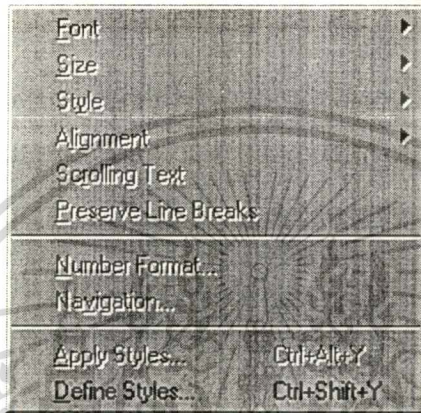 Font
Size
Style
Alignment
Scrolling Text
Preserve Line Breaks
Number Format...
Navigation...
Apply Styles... Ctrl+Alt+Y
Define Styles... Ctrl+Shift+Y